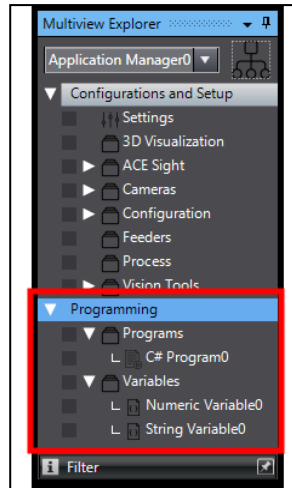 Multiview Explorer
Application Manager0
Configurations and Setup
Settings
3D Visualization
ACE Sight
Cameras
Configuration
Feeders
Process
Vision Tools
Programming
Programs
C# Program0
Variables
Numeric Variable0
String Variable0
Filter